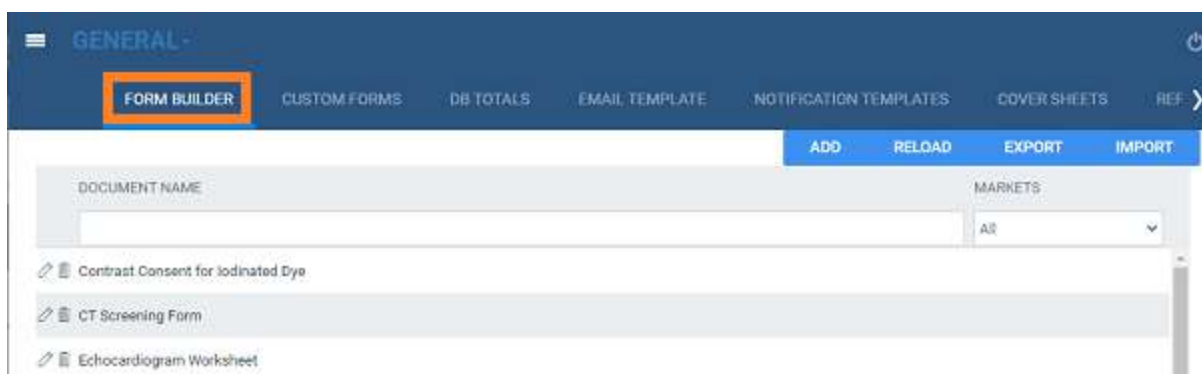 GENERAL
FORM BUILDER CUSTOM FORMS DB TOTALS EMAIL TEMPLATE NOTIFICATION TEMPLATES COVER SHEETS REF
ADD RELOAD EXPORT IMPORT
DOCUMENT NAME MARKETS
All
Contrast Consent for Iodinated Dye
CT Screening Form
Echocardiogram Worksheet